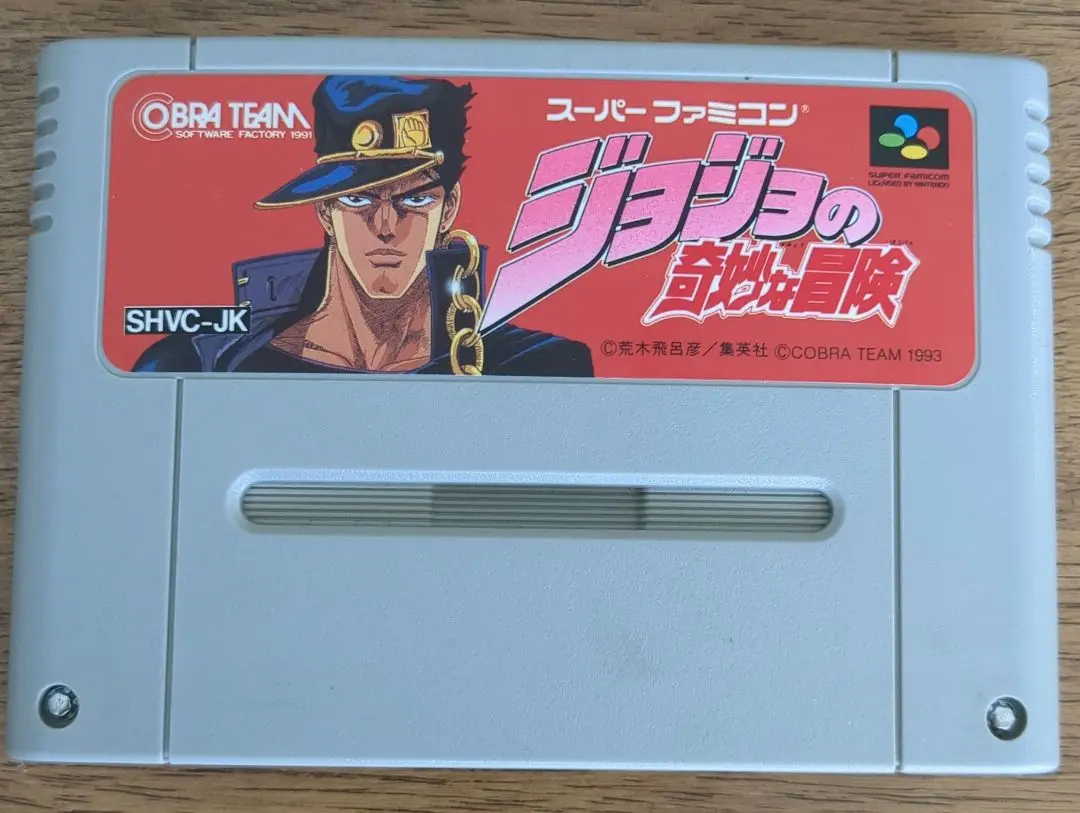 COBRA TEAM
SOFTWARE FACTORY 1991
スーパーファミコン®
ジョジョの
奇妙な冒険
SUPER FAMICOM
LICENSED BY NINTENDO
SHVC-JK
©荒木飛呂彦/集英社 ©COBRA TEAM 1993